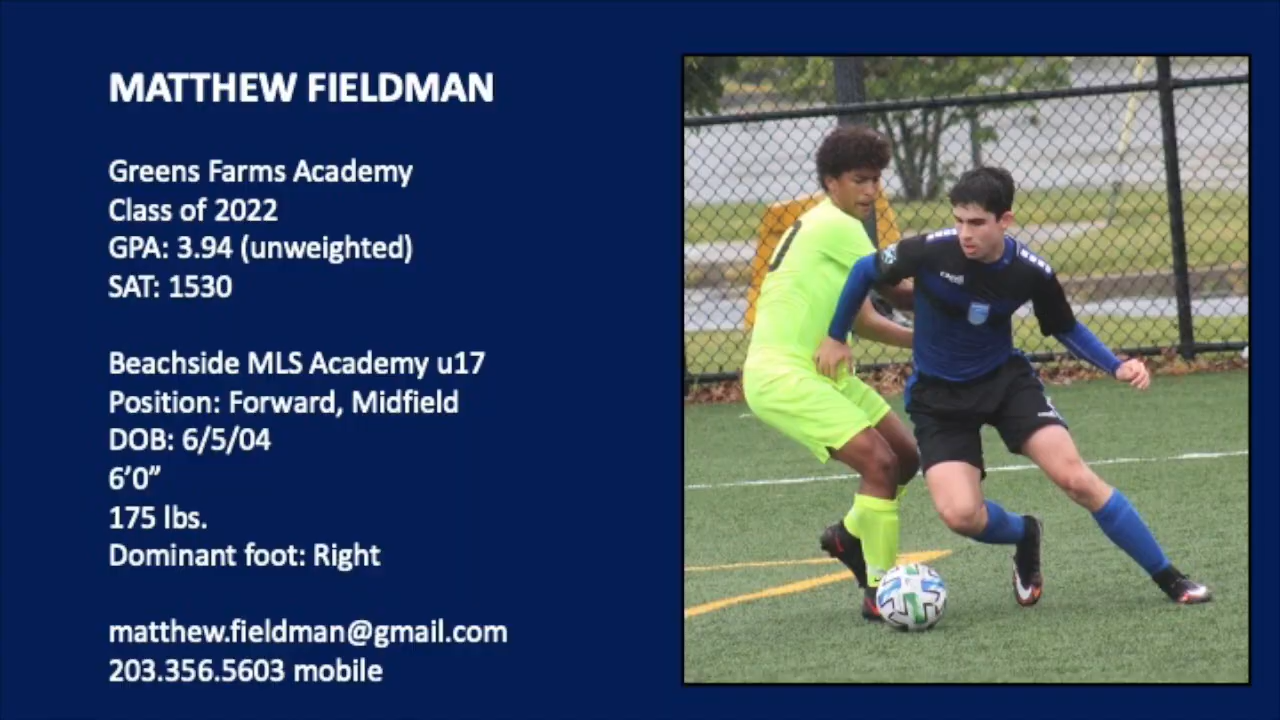 MATTHEW FIELDMAN
Greens Farms Academy
Class of 2022
GPA: 3.94 (unweighted)
SAT: 1530
Beachside MLS Academy u17
Position: Forward, Midfield
DOB: 6/5/04
6’0”
175 lbs.
Dominant foot: Right
matthew.fieldman@gmail.com
203.356.5603 mobile